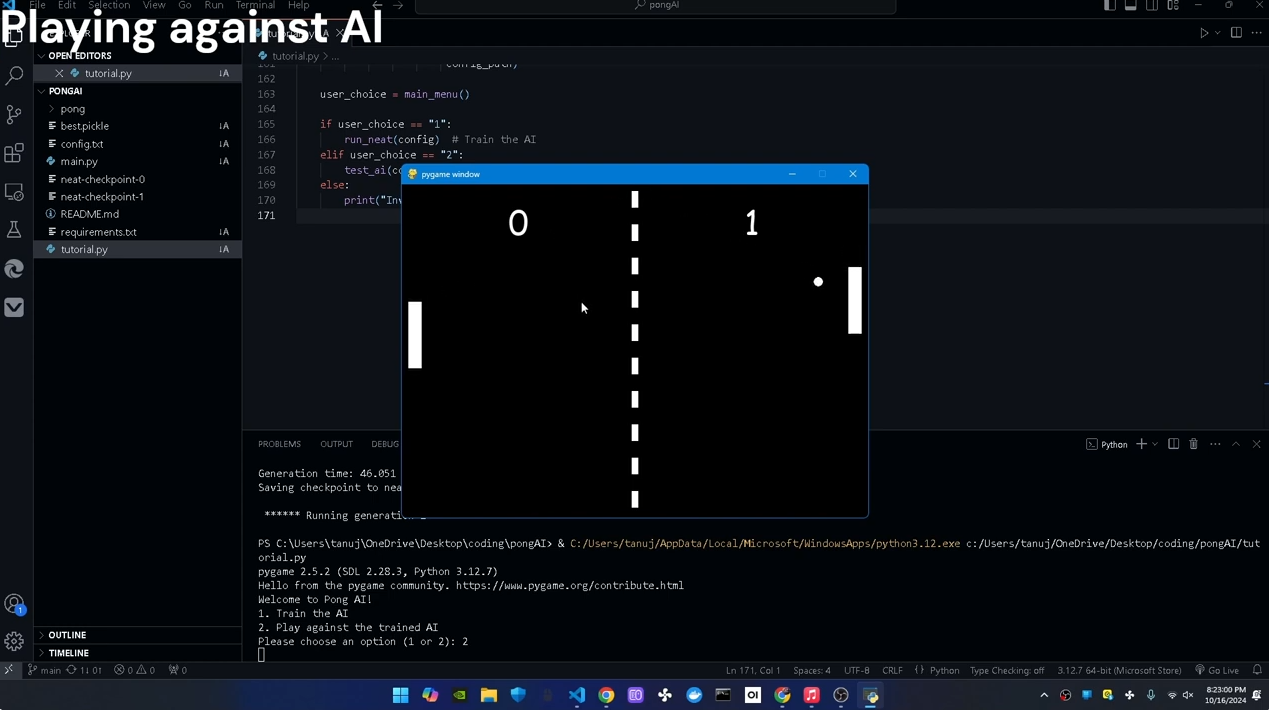 File Edit Selection View Go Run Terminal Help
pongAI
Playing against AI
OPEN EDITORS
tutorial.py ↓A
PONGAI
pong
best.pickle ↓A
config.txt ↓A
main.py ↓A
neat-checkpoint-0
neat-checkpoint-1
README.md
requirements.txt ↓A
tutorial.py ↓A
OUTLINE
TIMELINE
tutorial.py > ...
config_path)
162
163 user_choice = main_menu()
164
165 if user_choice == "1":
166 run_neat(config) # Train the AI
167 elif user_choice == "2":
168 test_ai(co
169 else:
170 print("Inv
171
pygame window
0 1
PROBLEMS OUTPUT DEBUG
Python
Generation time: 46.051
Saving checkpoint to nea
****** Running generati
PS C:\Users\tanuj\OneDrive\Desktop\coding\pongAI> & C:/Users/tanuj/AppData/Local/Microsoft/WindowsApps/python3.12.exe c:/Users/tanuj/OneDrive/Desktop/coding/pongAI/tut
orial.py
pygame 2.5.2 (SDL 2.28.3, Python 3.12.7)
Hello from the pygame community. https://www.pygame.org/contribute.html
Welcome to Pong AI!
1. Train the AI
2. Play against the trained AI
Please choose an option (1 or 2): 2
main 1↓ 0↑ 0 0 0 Ln 171, Col 1 Spaces: 4 UTF-8 CRLF Python Type Checking: off 3.12.7 64-bit (Microsoft Store) Go Live
8:23:00 PM
10/16/2024